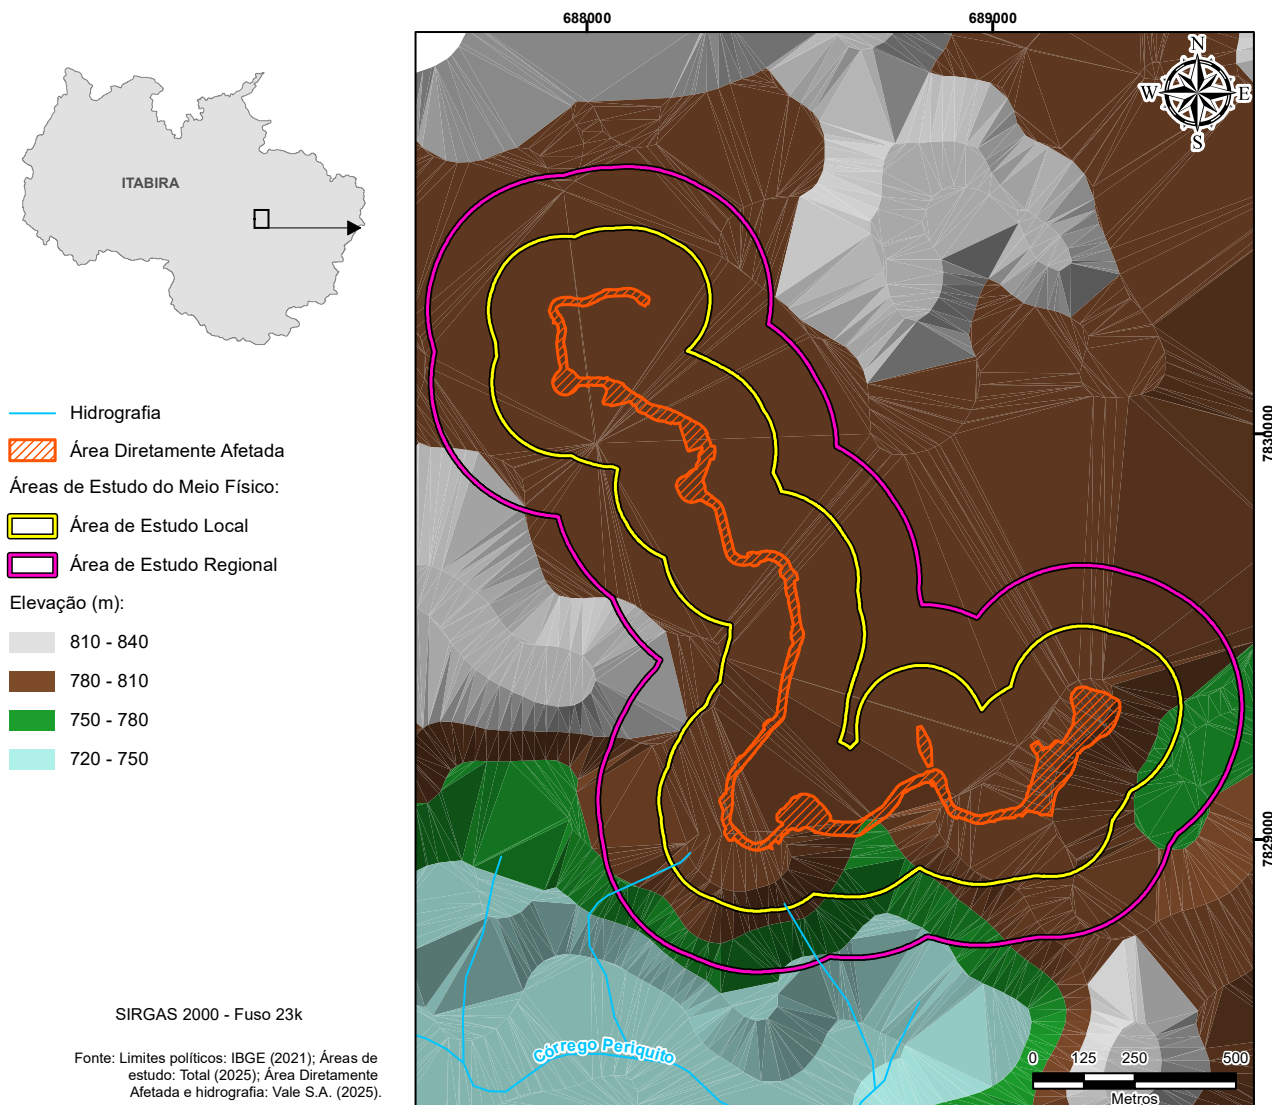 688000
689000
N
W
E
S
ITABIRA
7830000
7829000
Hidrografia
Área Diretamente Afetada
Áreas de Estudo do Meio Físico:
Área de Estudo Local
Área de Estudo Regional
Elevação (m):
810 - 840
780 - 810
750 - 780
720 - 750
SIRGAS 2000 - Fuso 23k
Fonte: Limites políticos: IBGE (2021); Áreas de
estudo: Total (2025); Área Diretamente
Afetada e hidrografia: Vale S.A. (2025).
Córrego Periquito
0 125 250 500
Metros